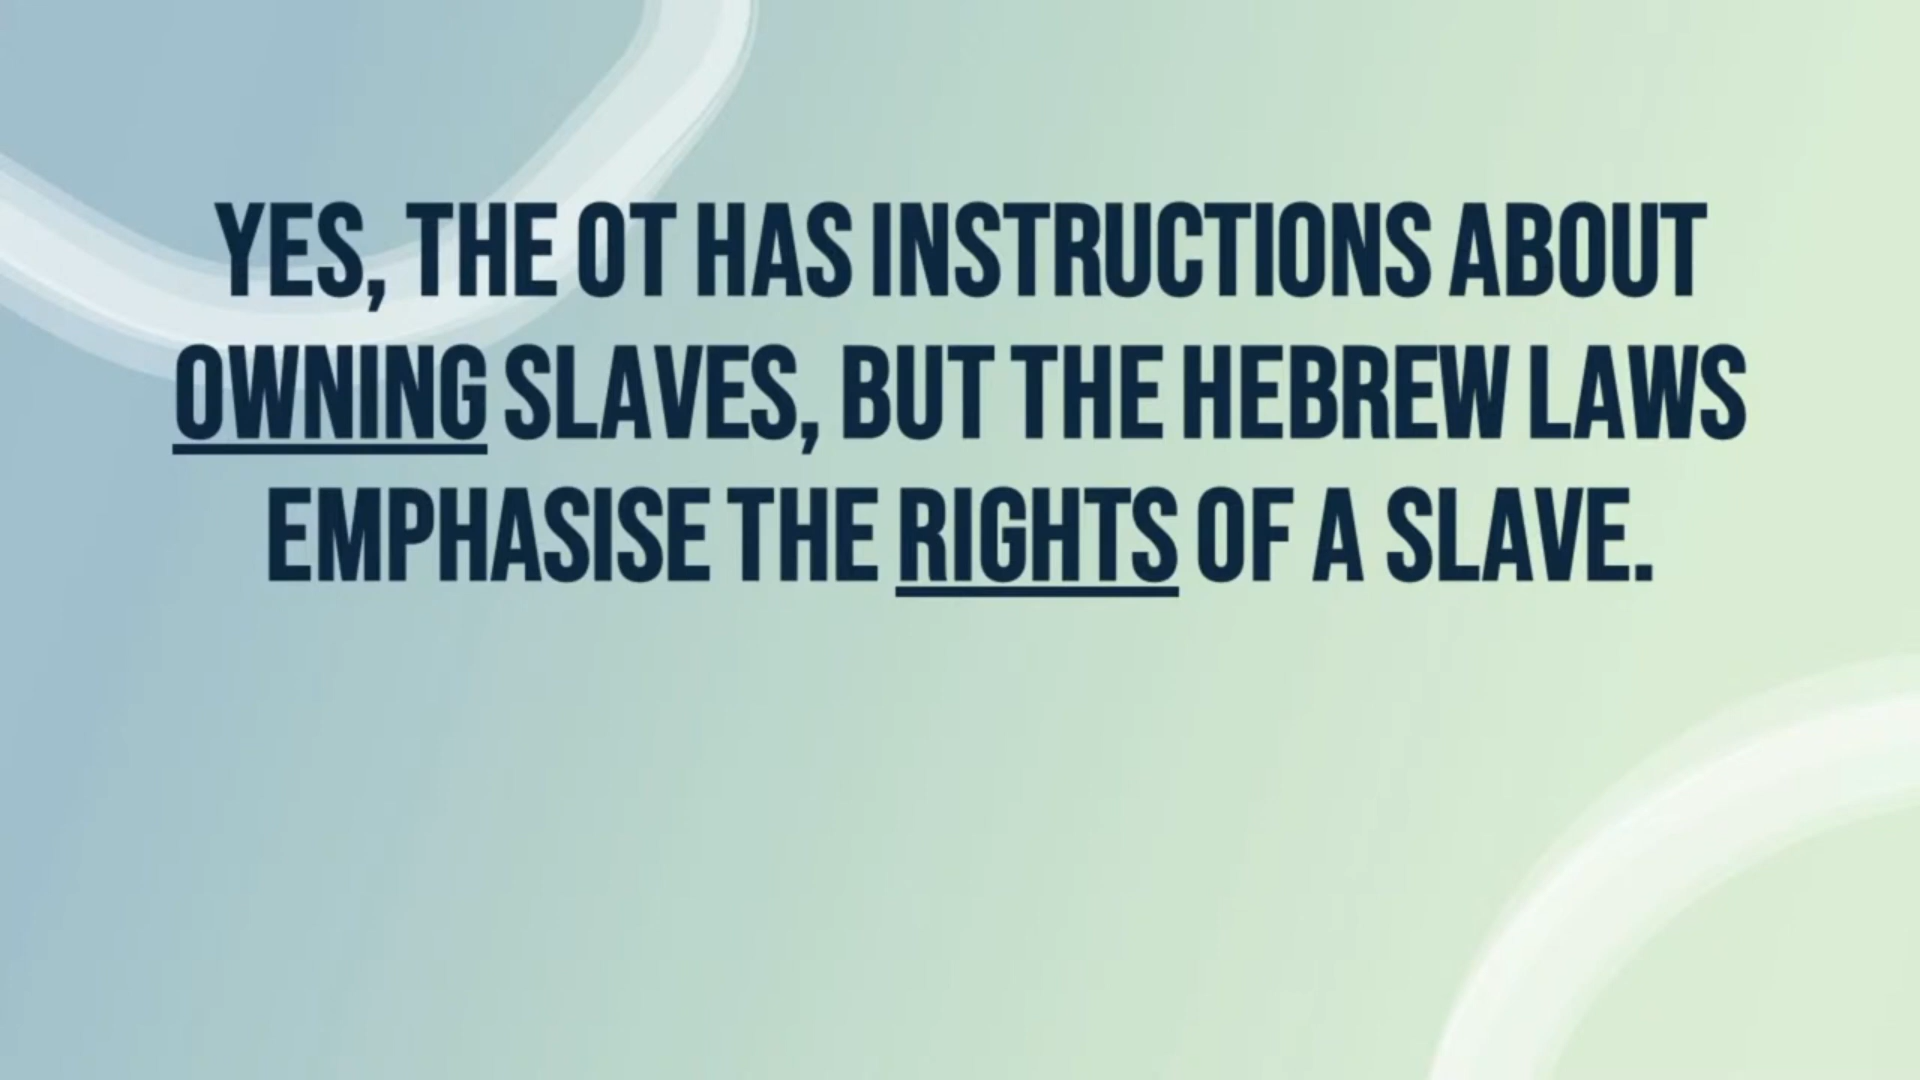 YES, THE OT HAS INSTRUCTIONS ABOUT
OWNING SLAVES, BUT THE HEBREW LAWS
EMPHASISE THE RIGHTS OF A SLAVE.